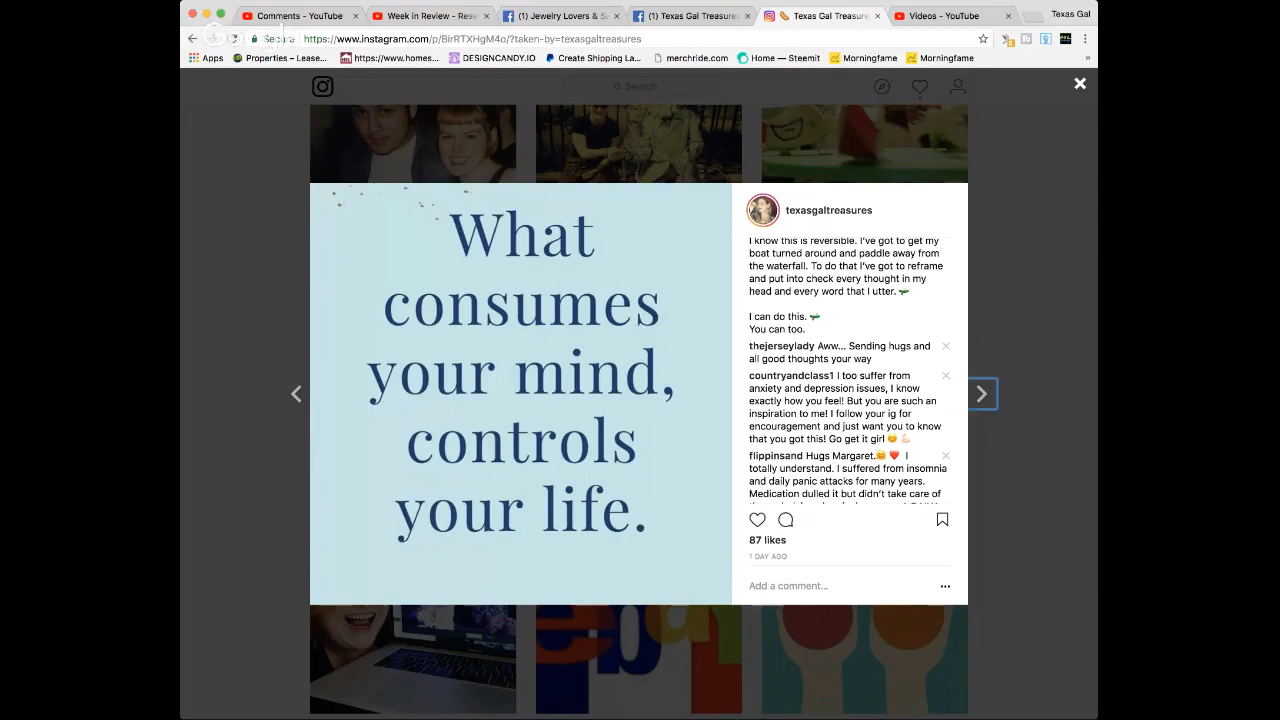 Comments - YouTube
Week in Review - Rese
(1) Jewelry Lovers & Sa
(1) Texas Gal Treasures
Texas Gal Treasure
Videos - YouTube
Texas Gal
Secure https://www.instagram.com/p/BirRTXHgM4o/?taken-by=texasgaltreasures
Apps
Properties – Lease...
https://www.homes...
DESIGNCANDY.IO
Create Shipping La...
merchride.com
Home — Steemit
Morningfame
Morningfame
»
Search
What
consumes
your mind,
controls
your life.
texasgaltreasures
I know this is reversible. I've got to get my
boat turned around and paddle away from
the waterfall. To do that I've got to reframe
and put into check every thought in my
head and every word that I utter.
I can do this.
You can too.
thejerseylady Aww... Sending hugs and
all good thoughts your way
countryandclass1 I too suffer from
anxiety and depression issues, I know
exactly how you feel! But you are such an
inspiration to me! I follow your ig for
encouragement and just want you to know
that you got this! Go get it girl 😊 💪🏻
flippinsand Hugs Margaret.🤗 ❤️ I
totally understand. I suffered from insomnia
and daily panic attacks for many years.
Medication dulled it but didn't take care of
87 likes
1 DAY AGO
Add a comment...